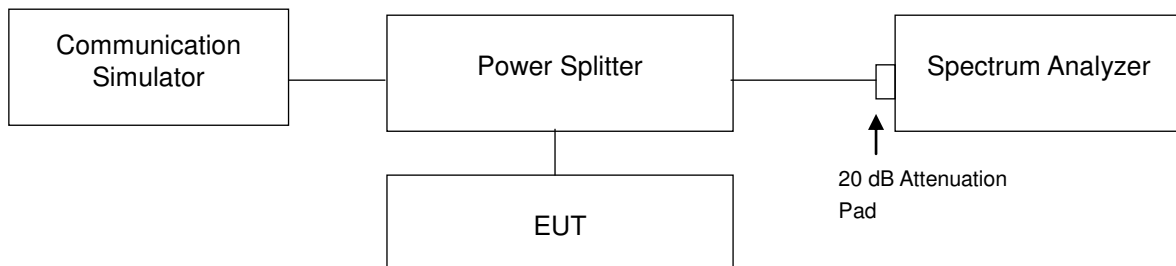 Communication
Simulator
Power Splitter
Spectrum Analyzer
20 dB Attenuation
Pad
EUT